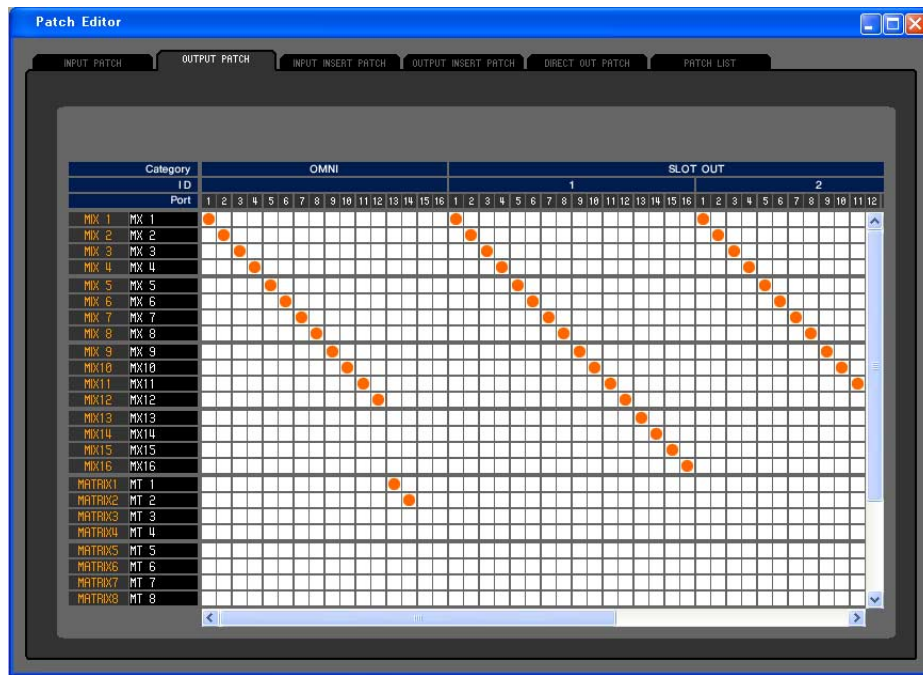 Patch Editor
INPUT PATCH OUTPUT PATCH INPUT INSERT PATCH OUTPUT INSERT PATCH DIRECT OUT PATCH PATCH LIST
Category OMNI SLOT OUT
ID 1 2
Port 1 2 3 4 5 6 7 8 9 10 11 12 13 14 15 16 1 2 3 4 5 6 7 8 9 10 11 12 13 14 15 16 1 2 3 4 5 6 7 8 9 10 11 12
MIX 1 MX 1
MIX 2 MX 2
MIX 3 MX 3
MIX 4 MX 4
MIX 5 MX 5
MIX 6 MX 6
MIX 7 MX 7
MIX 8 MX 8
MIX 9 MX 9
MIX10 MX10
MIX11 MX11
MIX12 MX12
MIX13 MX13
MIX14 MX14
MIX15 MX15
MIX16 MX16
MATRIX1 MT 1
MATRIX2 MT 2
MATRIX3 MT 3
MATRIX4 MT 4
MATRIX5 MT 5
MATRIX6 MT 6
MATRIX7 MT 7
MATRIX8 MT 8